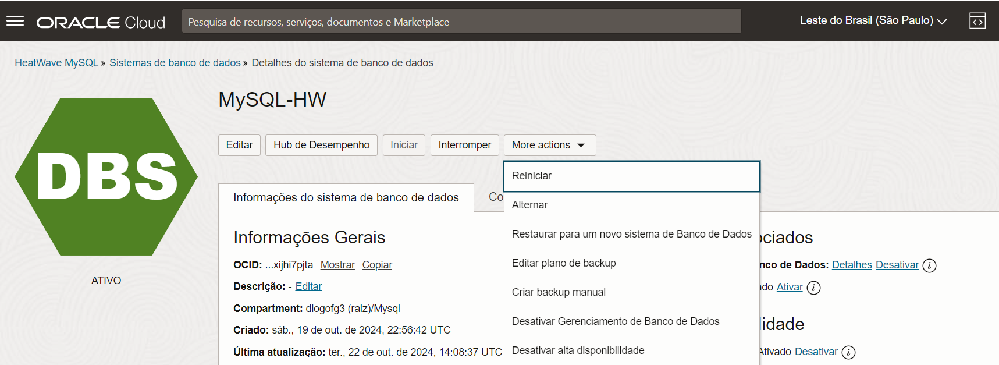 ORACLE Cloud
Pesquisa de recursos, serviços, documentos e Marketplace
Leste do Brasil (São Paulo)
HeatWave MySQL » Sistemas de banco de dados » Detalhes do sistema de banco de dados
DBS
ATIVO
MySQL-HW
Editar
Hub de Desempenho
Iniciar
Interromper
More actions
Reiniciar
Alternar
Restaurar para um novo sistema de Banco de Dados
Editar plano de backup
Criar backup manual
Desativar Gerenciamento de Banco de Dados
Desativar alta disponibilidade
Informações do sistema de banco de dados
Co
Informações Gerais
OCID: ...xijhi7pjta Mostrar Copiar
Descrição: - Editar
Compartment: diogofg3 (raiz)/Mysql
Criado: sáb., 19 de out. de 2024, 22:56:42 UTC
Última atualização: ter., 22 de out. de 2024, 14:08:37 UTC
ociados
nco de Dados: Detalhes Desativar
do Ativar
lidade
Ativado Desativar